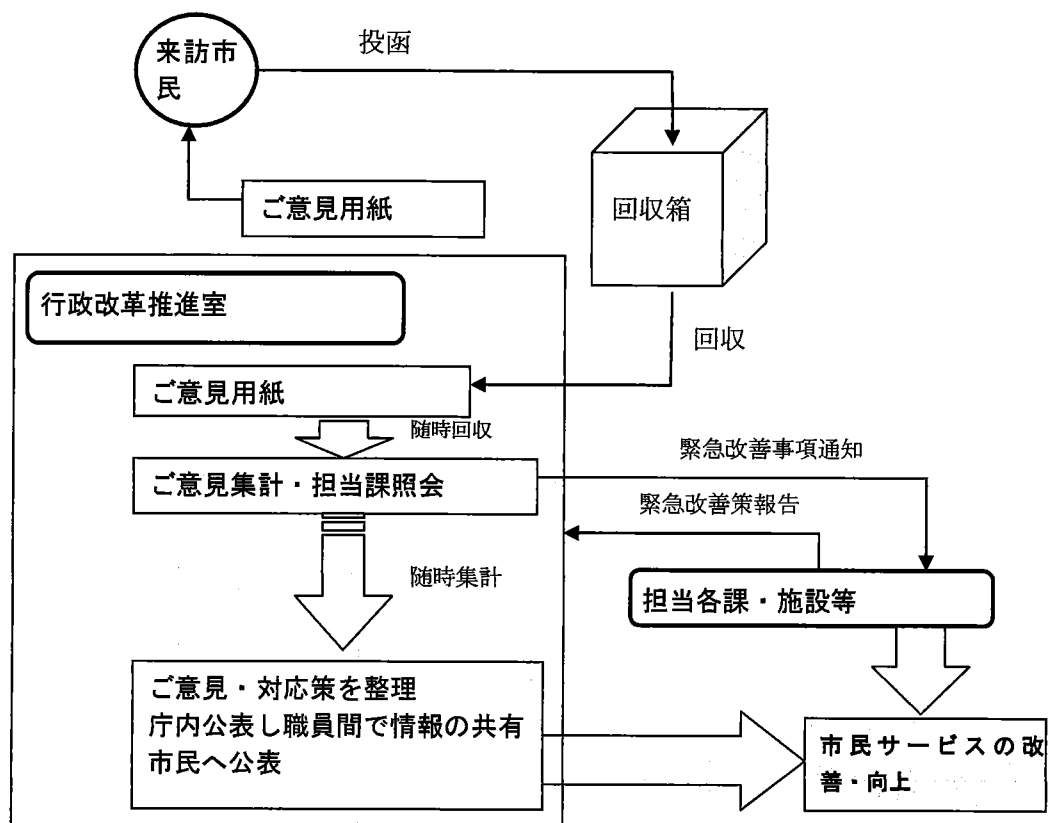 来訪市
民
投函
ご意見用紙
回収箱
行政改革推進室
回収
ご意見用紙
随時回収
ご意見集計・担当課照会
緊急改善事項通知
緊急改善策報告
随時集計
担当各課・施設等
ご意見・対応策を整理
庁内公表し職員間で情報の共有
市民へ公表
市民サービスの改
善・向上